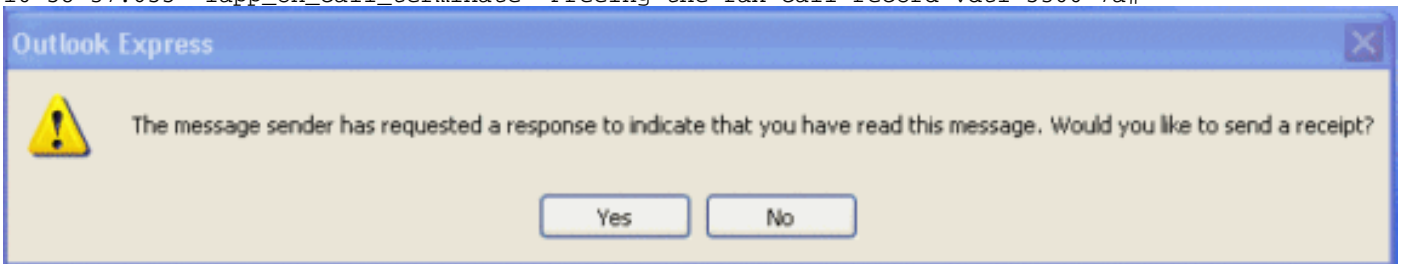 Outlook Express
The message sender has requested a response to indicate that you have read this message. Would you like to send a receipt?
Yes No